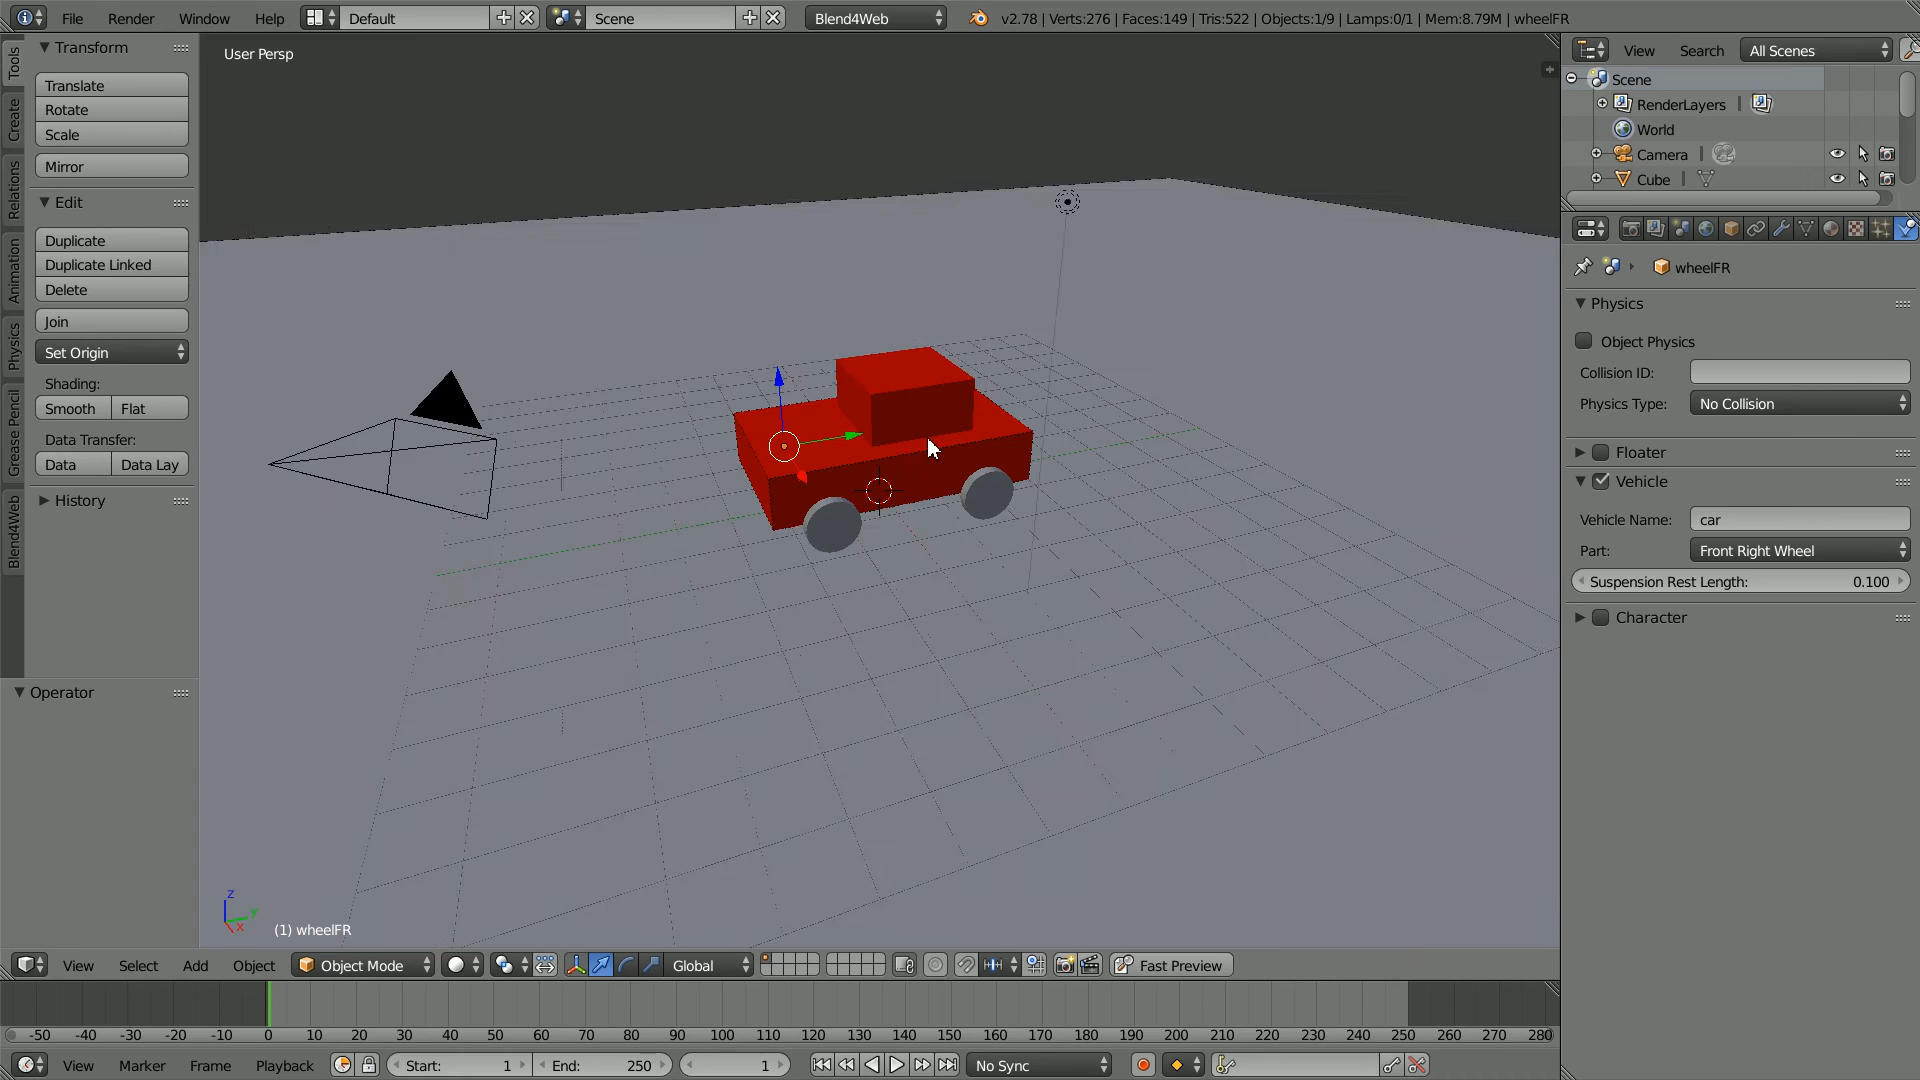 File Render Window Help Default Scene Blend4Web v2.78 | Verts:276 | Faces:149 | Tris:522 | Objects:1/9 | Lamps:0/1 | Mem:8.79M | wheelFR
Tools
Create
Relations
Animation
Physics
Grease Pencil
Blend4Web
Transform
Translate
Rotate
Scale
Mirror
Edit
Duplicate
Duplicate Linked
Delete
Join
Set Origin
Shading:
Smooth Flat
Data Transfer:
Data Data Lay
History
Operator
User Persp
z
y
x
(1) wheelFR
View Search All Scenes
Scene
RenderLayers
World
Camera
Cube
wheelFR
Physics
Object Physics
Collision ID:
Physics Type: No Collision
Floater
Vehicle
Vehicle Name: car
Part: Front Right Wheel
Suspension Rest Length: 0.100
Character
View Select Add Object Object Mode Global Fast Preview
-50 -40 -30 -20 -10 0 10 20 30 40 50 60 70 80 90 100 110 120 130 140 150 160 170 180 190 200 210 220 230 240 250 260 270 280
View Marker Frame Playback Start: 1 End: 250 1 No Sync